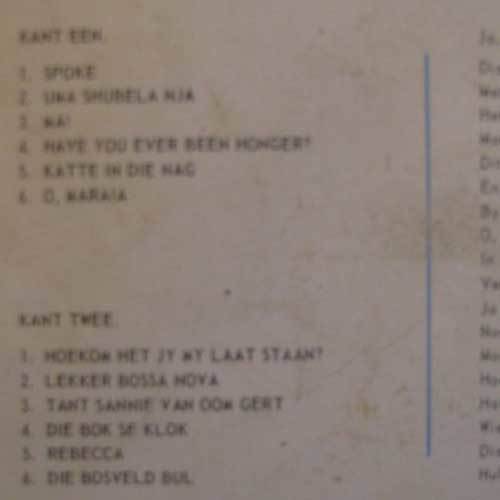 KANT EEN.
1. SPOKE
2. UMA SHUBELA NJA
3. MA!
4. HAVE YOU EVER BEEN HONGER?
5. KATTE IN DIE NAG
6. O, MARAIA
KANT TWEE.
1. HOEKOM HET JY MY LAAT STAAN?
2. LEKKER BOSSA NOVA
3. TANT SANNIE VAN OOM GERT
4. DIE BOK SE KLOK
5. REBECCA
6. DIE BOSVELD BUL